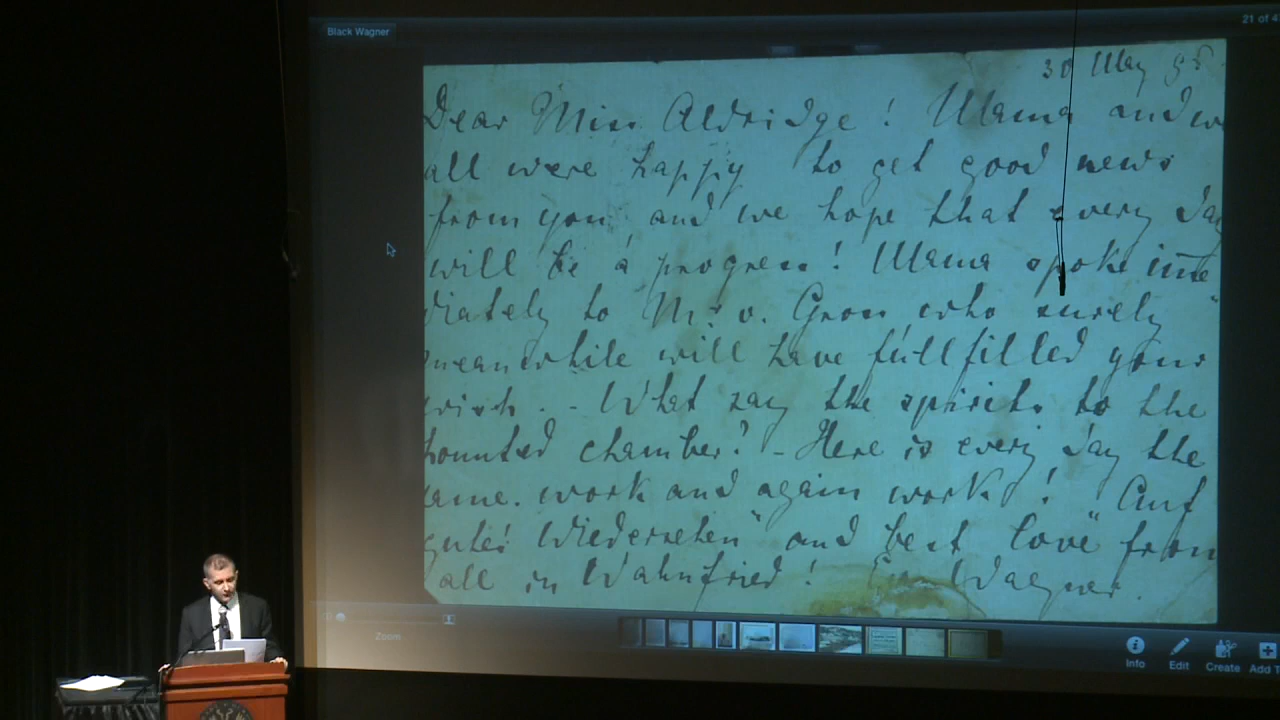 Black Wagner
21 of 4
30 May 95
Dear Miss Aldridge! Mama and we
all were happy to get good news
from you and we hope that every day
will be a progress! Mama spoke imme
diately to Mr. v. Gross who surely
meanwhile will have fullfilled your
wish. - What say the spirits to the
hounted chamber? - Here is every day the
same. work and again work! "Auf
gutes Wiedersehen" and best love from
all in Wahnfried! Eva Wagner.
Zoom
Info
Edit
Create
Add T